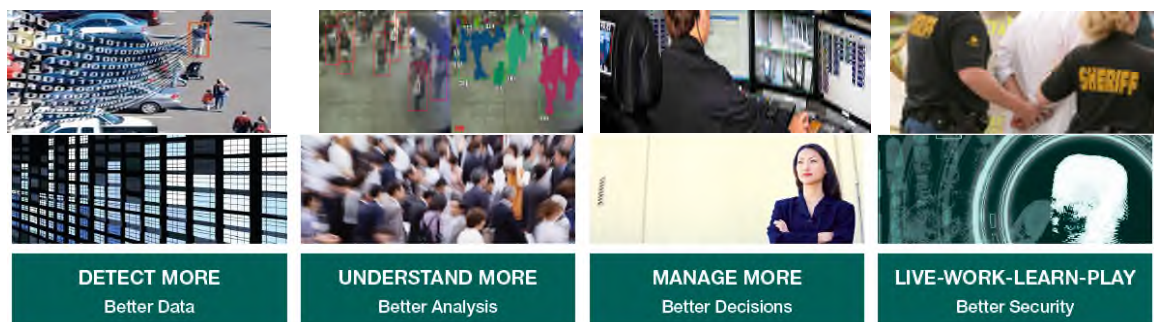 SHERIFF
DETECT MORE
Better Data
UNDERSTAND MORE
Better Analysis
MANAGE MORE
Better Decisions
LIVE-WORK-LEARN-PLAY
Better Security